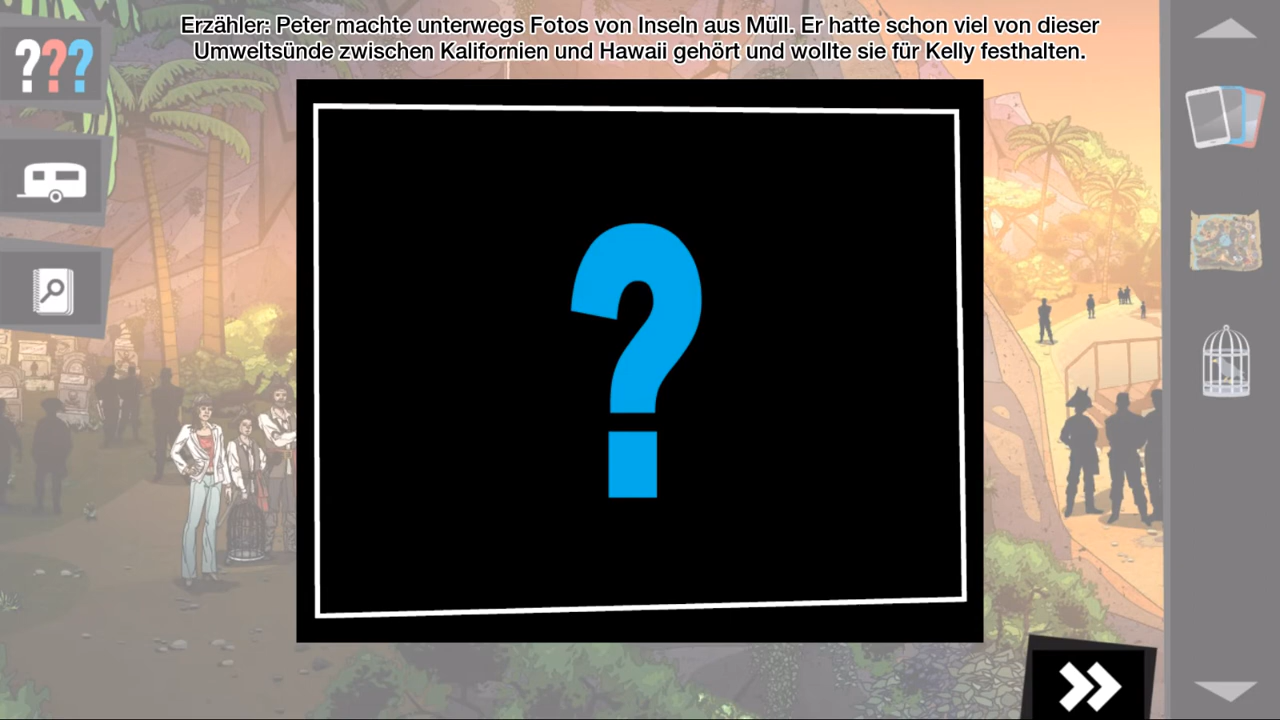 Erzähler: Peter machte unterwegs Fotos von Inseln aus Müll. Er hatte schon viel von dieser
Umweltsünde zwischen Kalifornien und Hawaii gehört und wollte sie für Kelly festhalten.
???
?